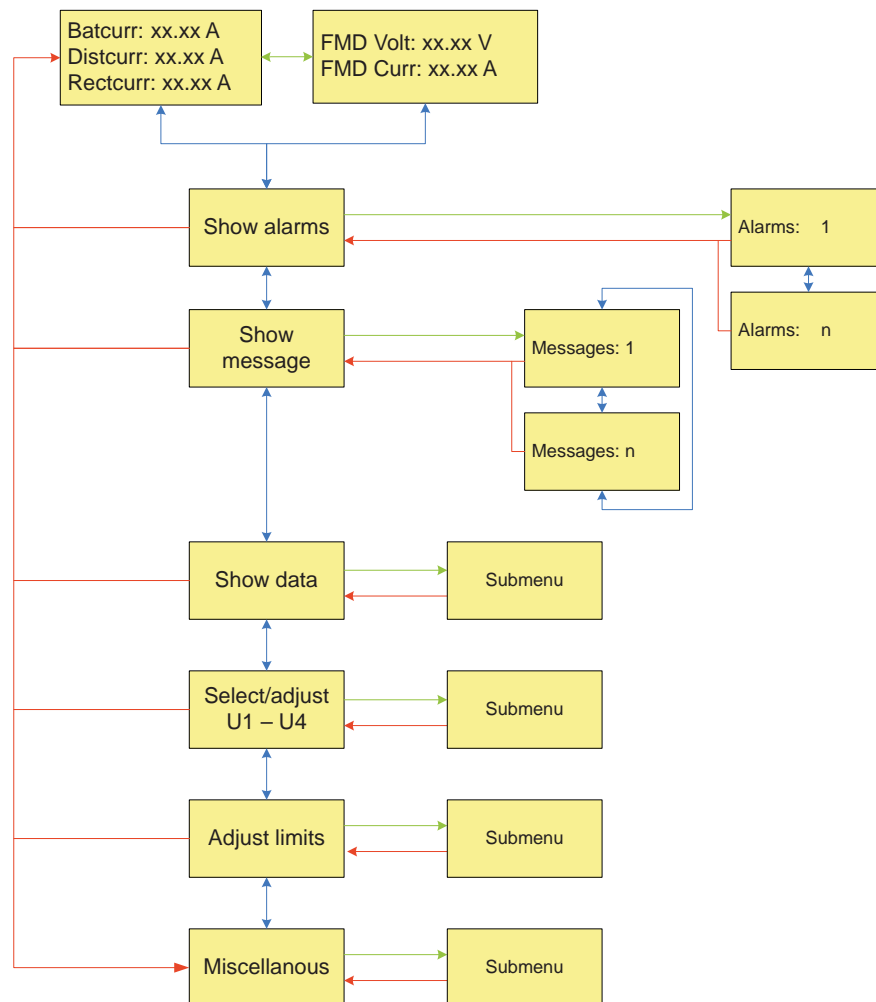 Batcurr: xx.xx A
Distcurr: xx.xx A
Rectcurr: xx.xx A
FMD Volt: xx.xx V
FMD Curr: xx.xx A
Show alarms
Alarms: 1
Alarms: n
Show
message
Messages: 1
Messages: n
Show data
Submenu
Select/adjust
U1 – U4
Submenu
Adjust limits
Submenu
Miscellanous
Submenu